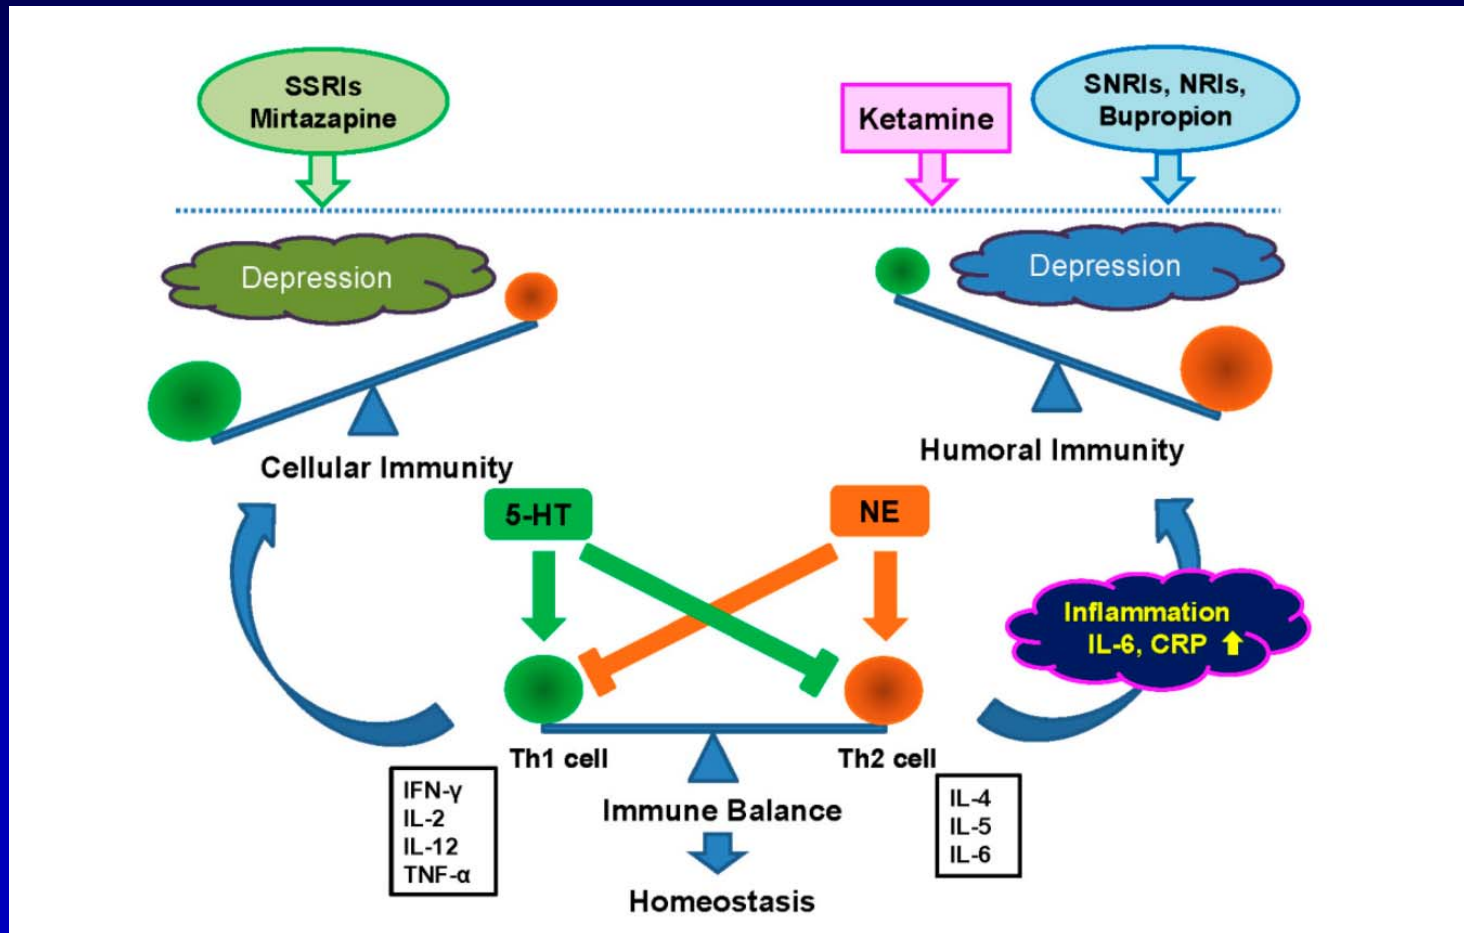 SSRIs
Mirtazapine
Ketamine
SNRIs, NRIs,
Bupropion
Depression
Depression
Cellular Immunity
Humoral Immunity
5-HT
NE
Inflammation
IL-6, CRP
Th1 cell
Th2 cell
IFN-γ
IL-2
IL-12
TNF-α
Immune Balance
IL-4
IL-5
IL-6
Homeostasis